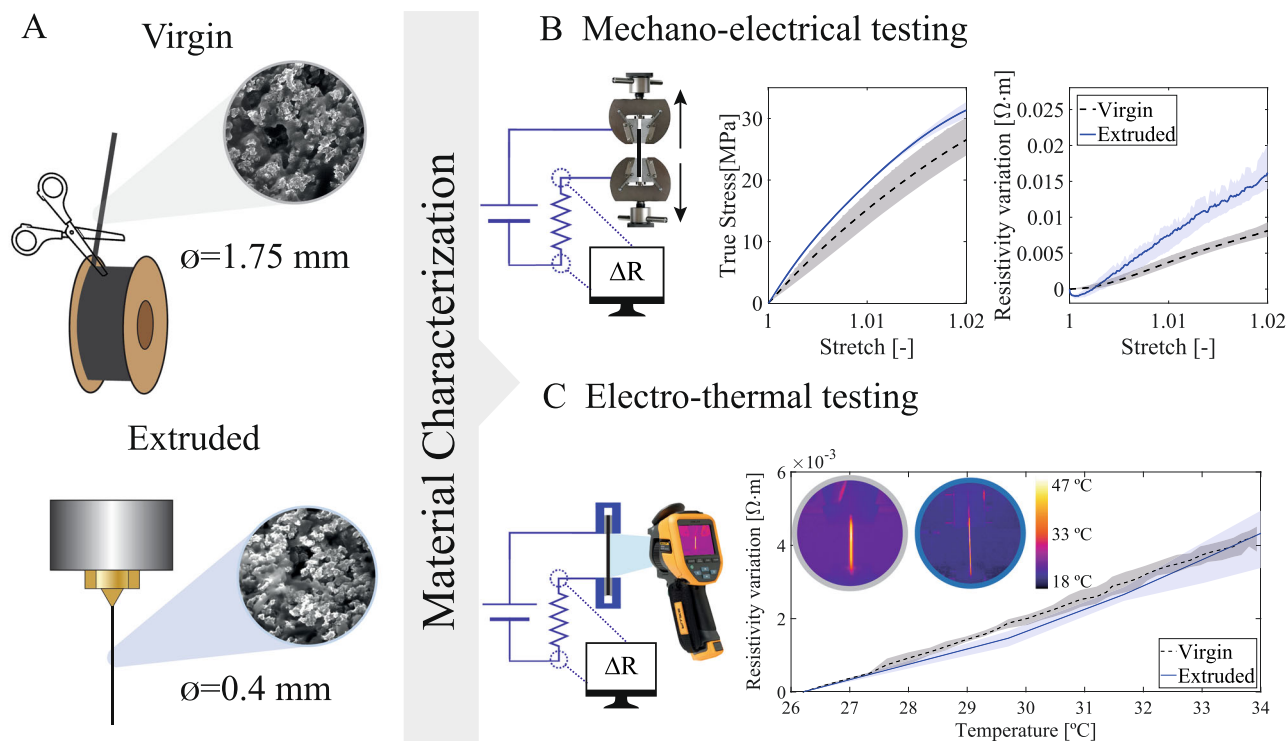 A
Virgin
ø=1.75 mm
Extruded
ø=0.4 mm
Material Characterization
B Mechano-electrical testing
ΔR
True Stress[MPa]
30
20
10
0
1
1.01
1.02
Stretch [-]
Resistivity variation [Ω·m]
0.025
0.02
0.015
0.01
0.005
0
1
1.01
1.02
Stretch [-]
Virgin
Extruded
C Electro-thermal testing
ΔR
×10⁻³
Resistivity variation [Ω·m]
6
4
2
0
26
27
28
29
30
31
32
33
34
Temperature [ºC]
47 ºC
33 ºC
18 ºC
Virgin
Extruded